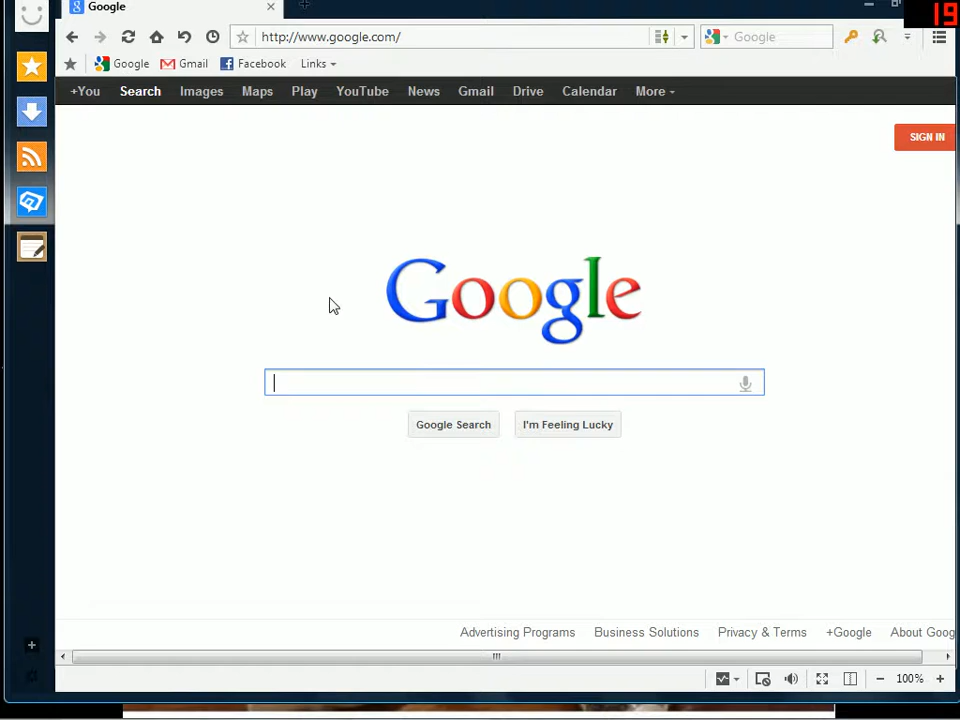 Google
19
http://www.google.com/
Google
Google Gmail Facebook Links
+You Search Images Maps Play YouTube News Gmail Drive Calendar More
SIGN IN
Google
Google Search I'm Feeling Lucky
Advertising Programs Business Solutions Privacy & Terms +Google About Goog
100%